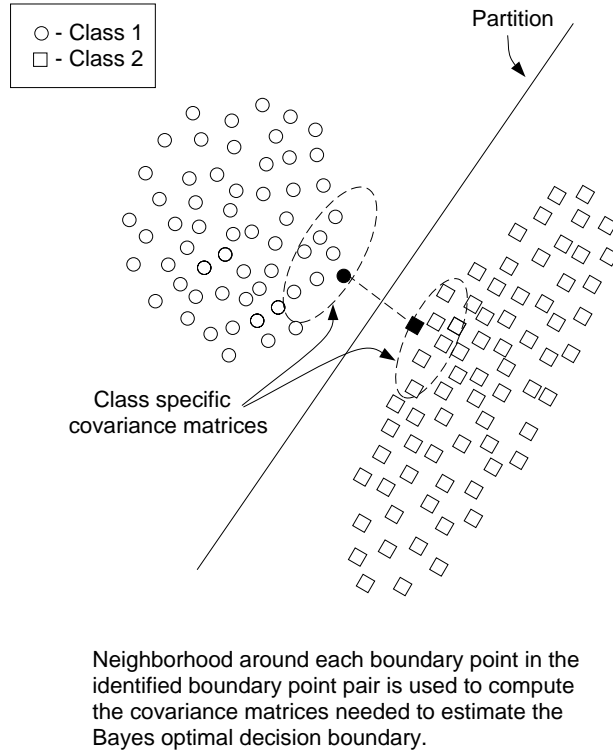 Partition
- Class 1
- Class 2
Class specific
covariance matrices
Neighborhood around each boundary point in the
identified boundary point pair is used to compute
the covariance matrices needed to estimate the
Bayes optimal decision boundary.